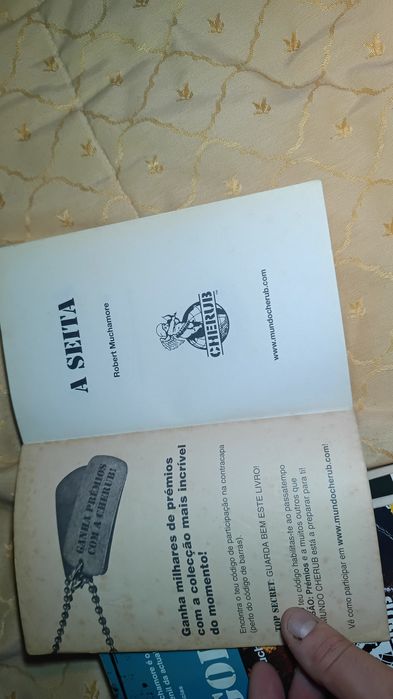 GANHA PRÉMIOS
COM A CHERUB!
Ganha milhares de prémios
com a colecção mais incrível
do momento!
Encontra o teu código de participação na contracapa
(perto do código de barras).
TOP SECRET GUARDA BEM ESTE LIVRO!
teu código habilitas-te ao passatempo
Prémios e a muitos outros que
MUNDO CHERUB está a preparar para ti!
Vê como participar em www.mundocherub.com!
A SEITA
Robert Muchamore
CHERUB
www.mundocherub.com